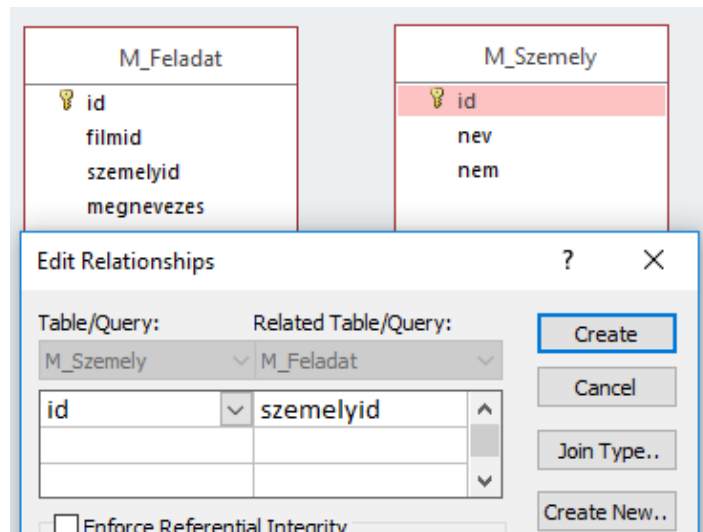 M_Feladat
id
filmid
szemelyid
megnevezes
M_Szemely
id
nev
nem
Edit Relationships
?
Table/Query:
Related Table/Query:
M_Szemely
M_Feladat
id
szemelyid
Create
Cancel
Join Type..
Create New..
Enforce Referential Integrity